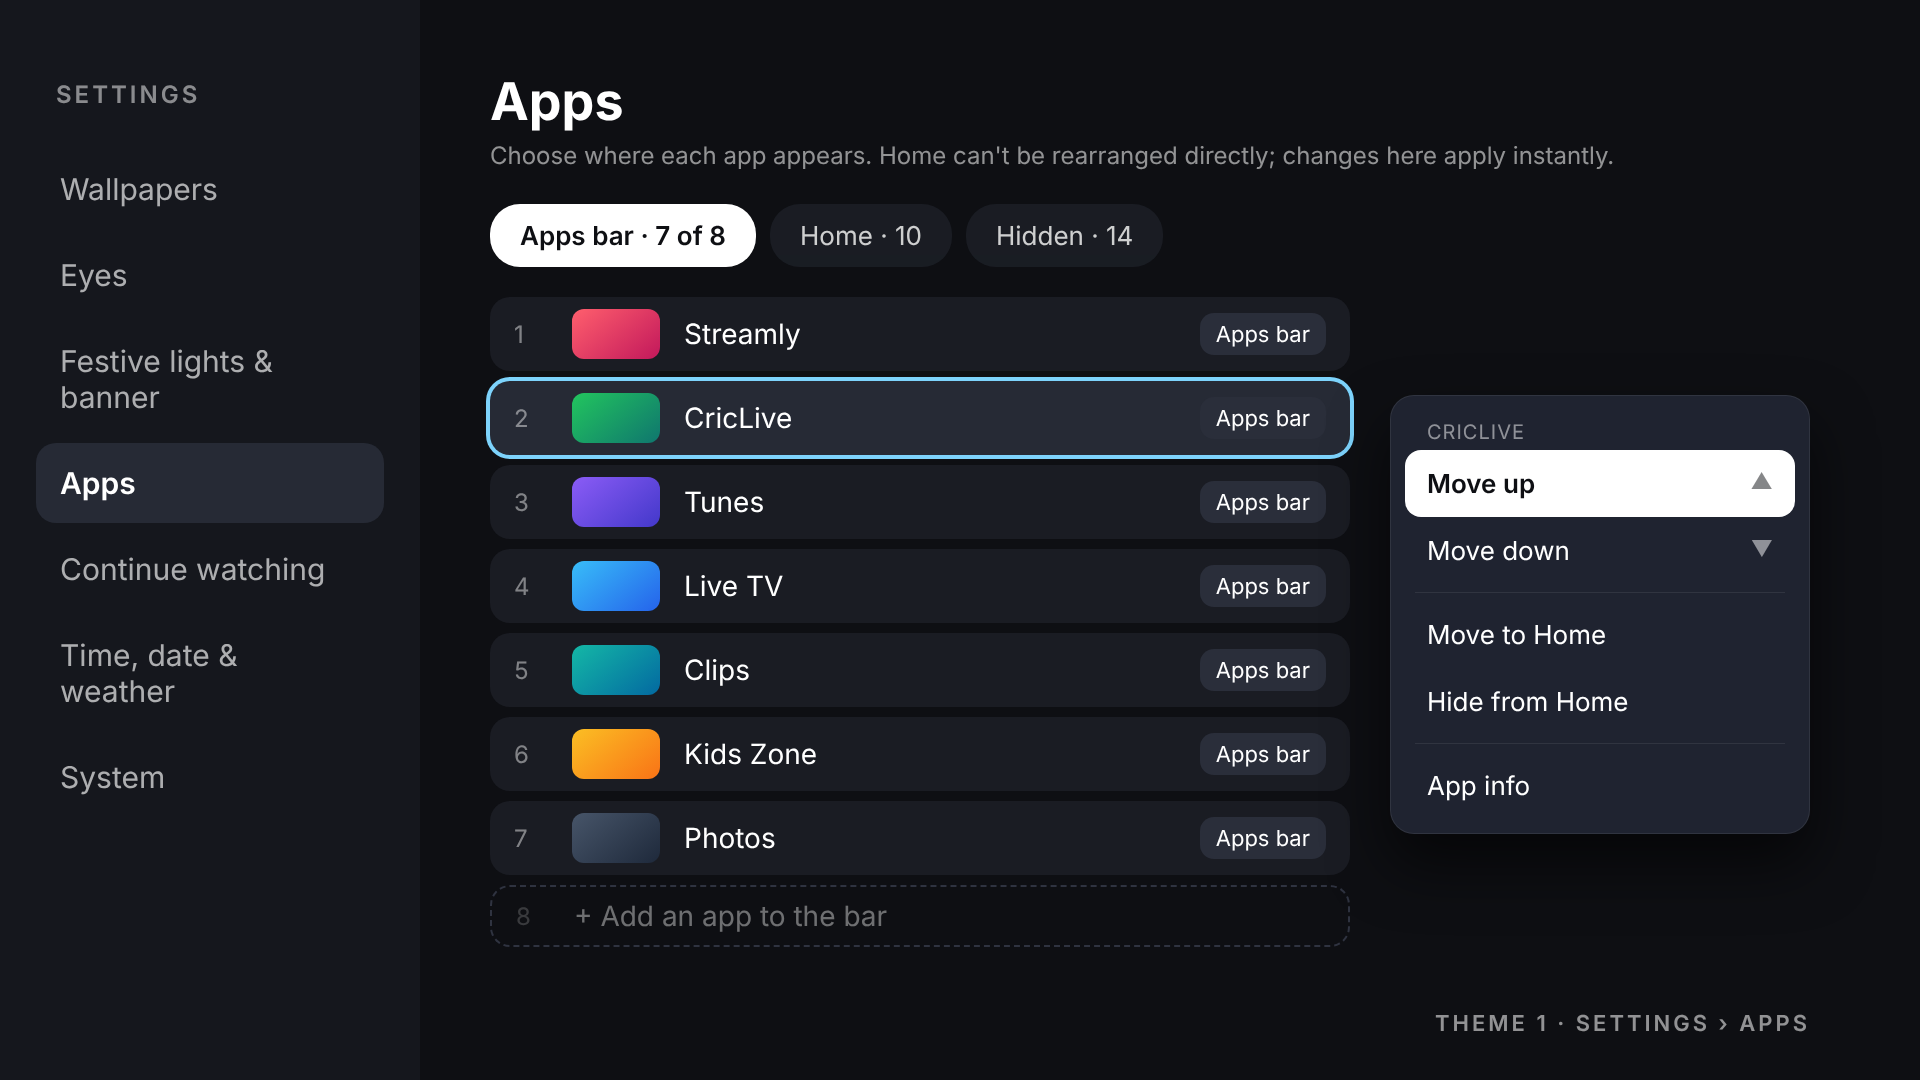 SETTINGS
Wallpapers
Eyes
Festive lights &
banner
Apps
Continue watching
Time, date &
weather
System
Apps
Choose where each app appears. Home can't be rearranged directly; changes here apply instantly.
Apps bar · 7 of 8
Home · 10
Hidden · 14
1 Streamly Apps bar
2 CricLive Apps bar
3 Tunes Apps bar
4 Live TV Apps bar
5 Clips Apps bar
6 Kids Zone Apps bar
7 Photos Apps bar
8 + Add an app to the bar
CRICLIVE
Move up ▲
Move down ▼
Move to Home
Hide from Home
App info
THEME 1 · SETTINGS › APPS